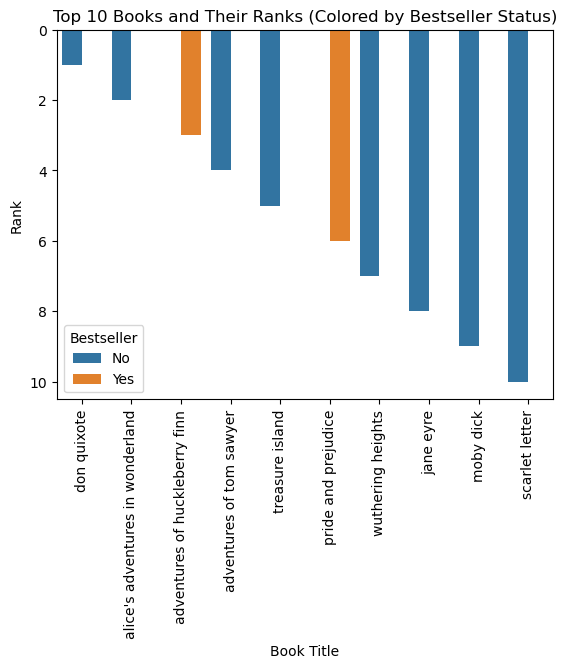 Top 10 Books and Their Ranks (Colored by Bestseller Status)
0
2
4
6
8
10
Rank
Bestseller
No
Yes
don quixote
alice's adventures in wonderland
adventures of huckleberry finn
adventures of tom sawyer
treasure island
pride and prejudice
wuthering heights
jane eyre
moby dick
scarlet letter
Book Title